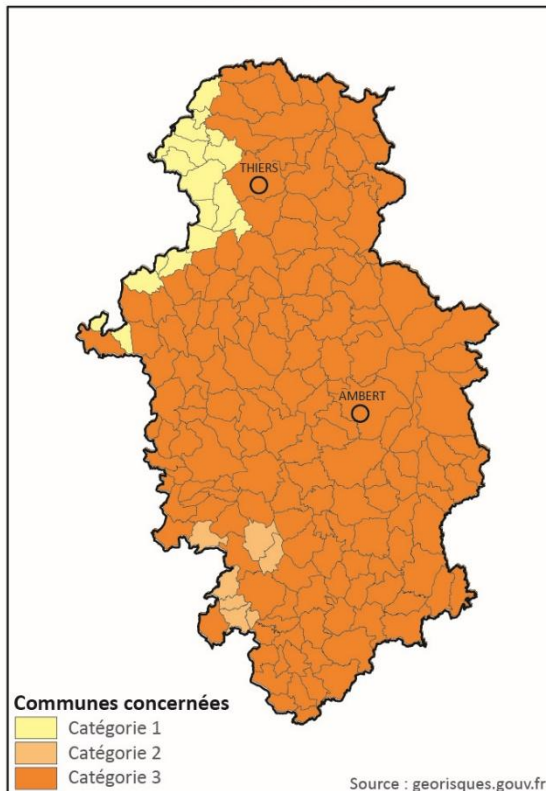 THIERS
AMBERT
Communes concernées
Catégorie 1
Catégorie 2
Catégorie 3
Source : georisques.gouv.fr